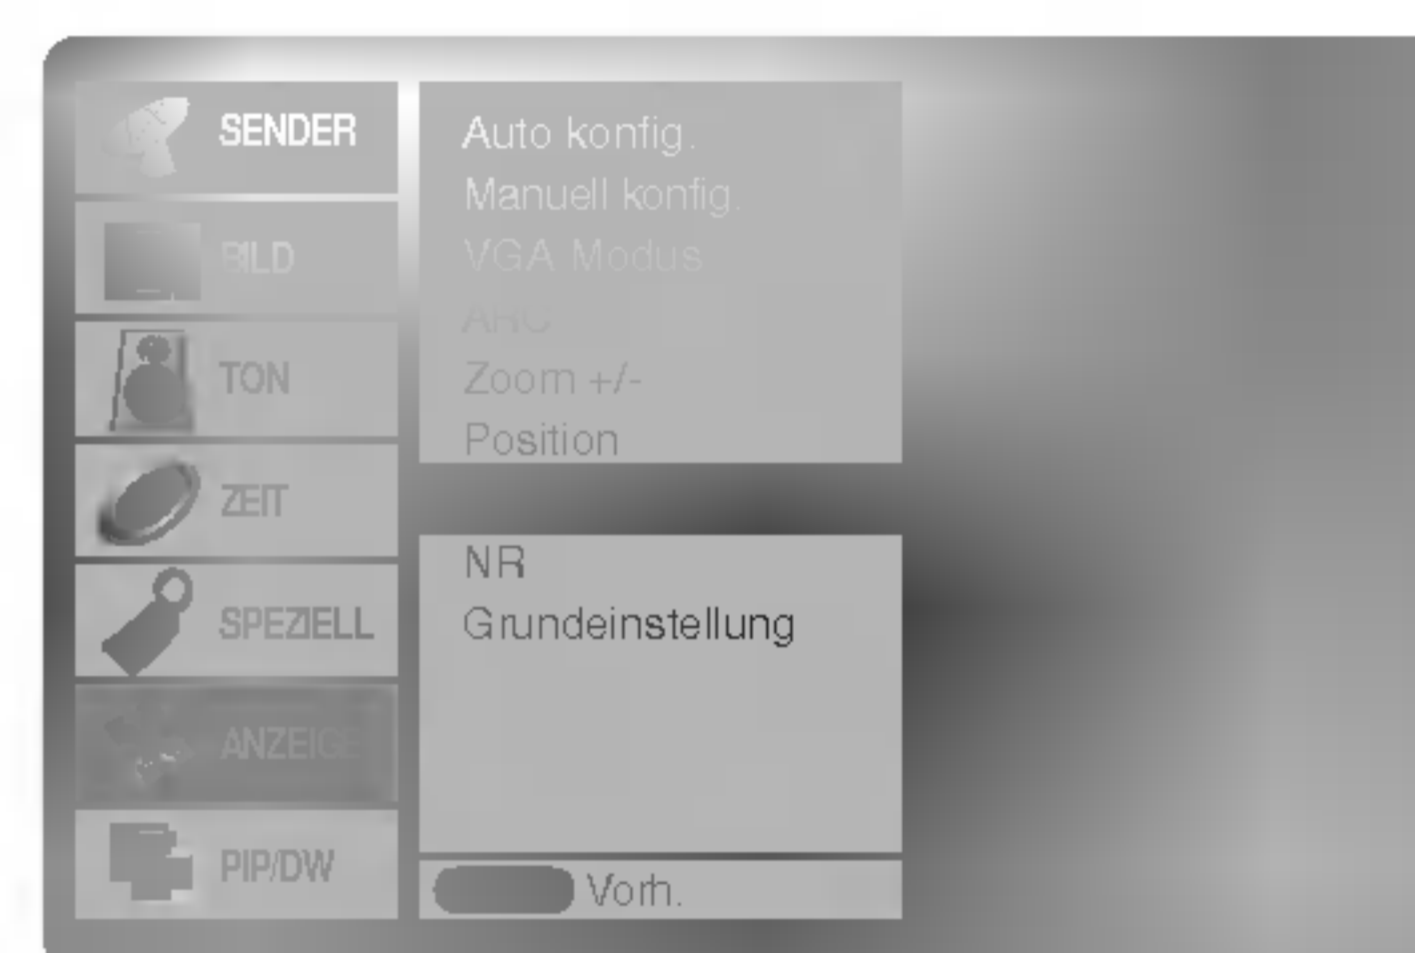 SENDER
BILD
TON
ZEIT
SPEZIELL
ANZEIGE
PIP/DW
Auto konfig.
Manuell konfig.
VGA Modus
ARC
Zoom +/-
Position
NR
Grundeinstellung
Vorh.